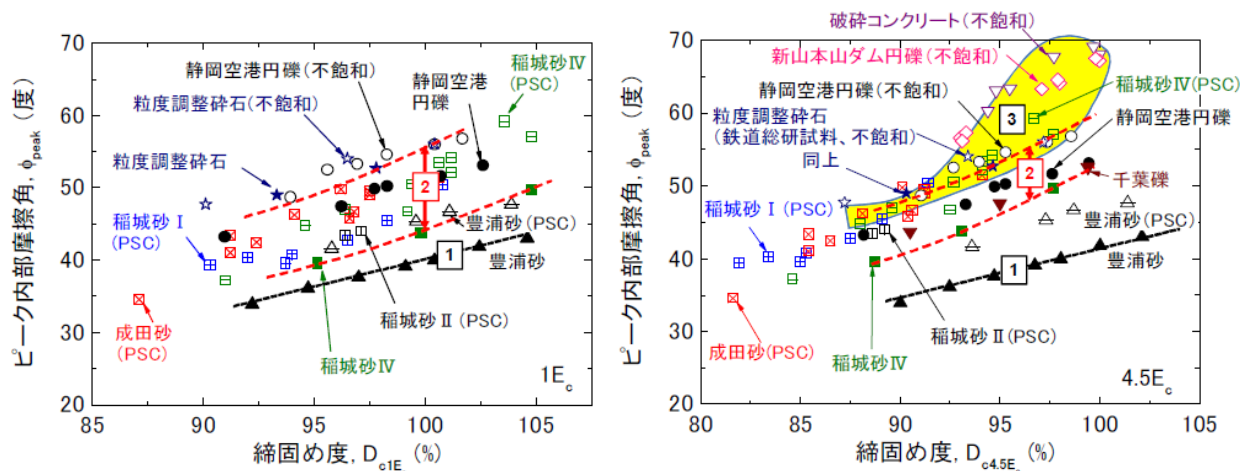 ピーク内部摩擦角, ϕpeak (度)
70
60
50
40
30
20
85
90
95
100
105
締固め度, Dc1E (%)
静岡空港円礫(不飽和)
粒度調整砕石(不飽和)
粒度調整砕石
静岡空港
円礫
稲城砂Ⅳ
(PSC)
稲城砂Ⅰ
(PSC)
2
豊浦砂(PSC)
1
豊浦砂
稲城砂Ⅱ(PSC)
成田砂
(PSC)
稲城砂Ⅳ
1Ec
ピーク内部摩擦角, ϕpeak (度)
70
60
50
40
30
20
80
85
90
95
100
105
締固め度, Dc4.5Ec (%)
破砕コンクリート(不飽和)
新山本山ダム円礫(不飽和)
静岡空港円礫(不飽和)
粒度調整砕石
(鉄道総研試料、不飽和)
同上
3
稲城砂Ⅳ(PSC)
静岡空港円礫
2
千葉礫
稲城砂Ⅰ
(PSC)
豊浦砂(PSC)
1
豊浦砂
稲城砂Ⅱ(PSC)
成田砂(PSC)
稲城砂Ⅳ
4.5Ec